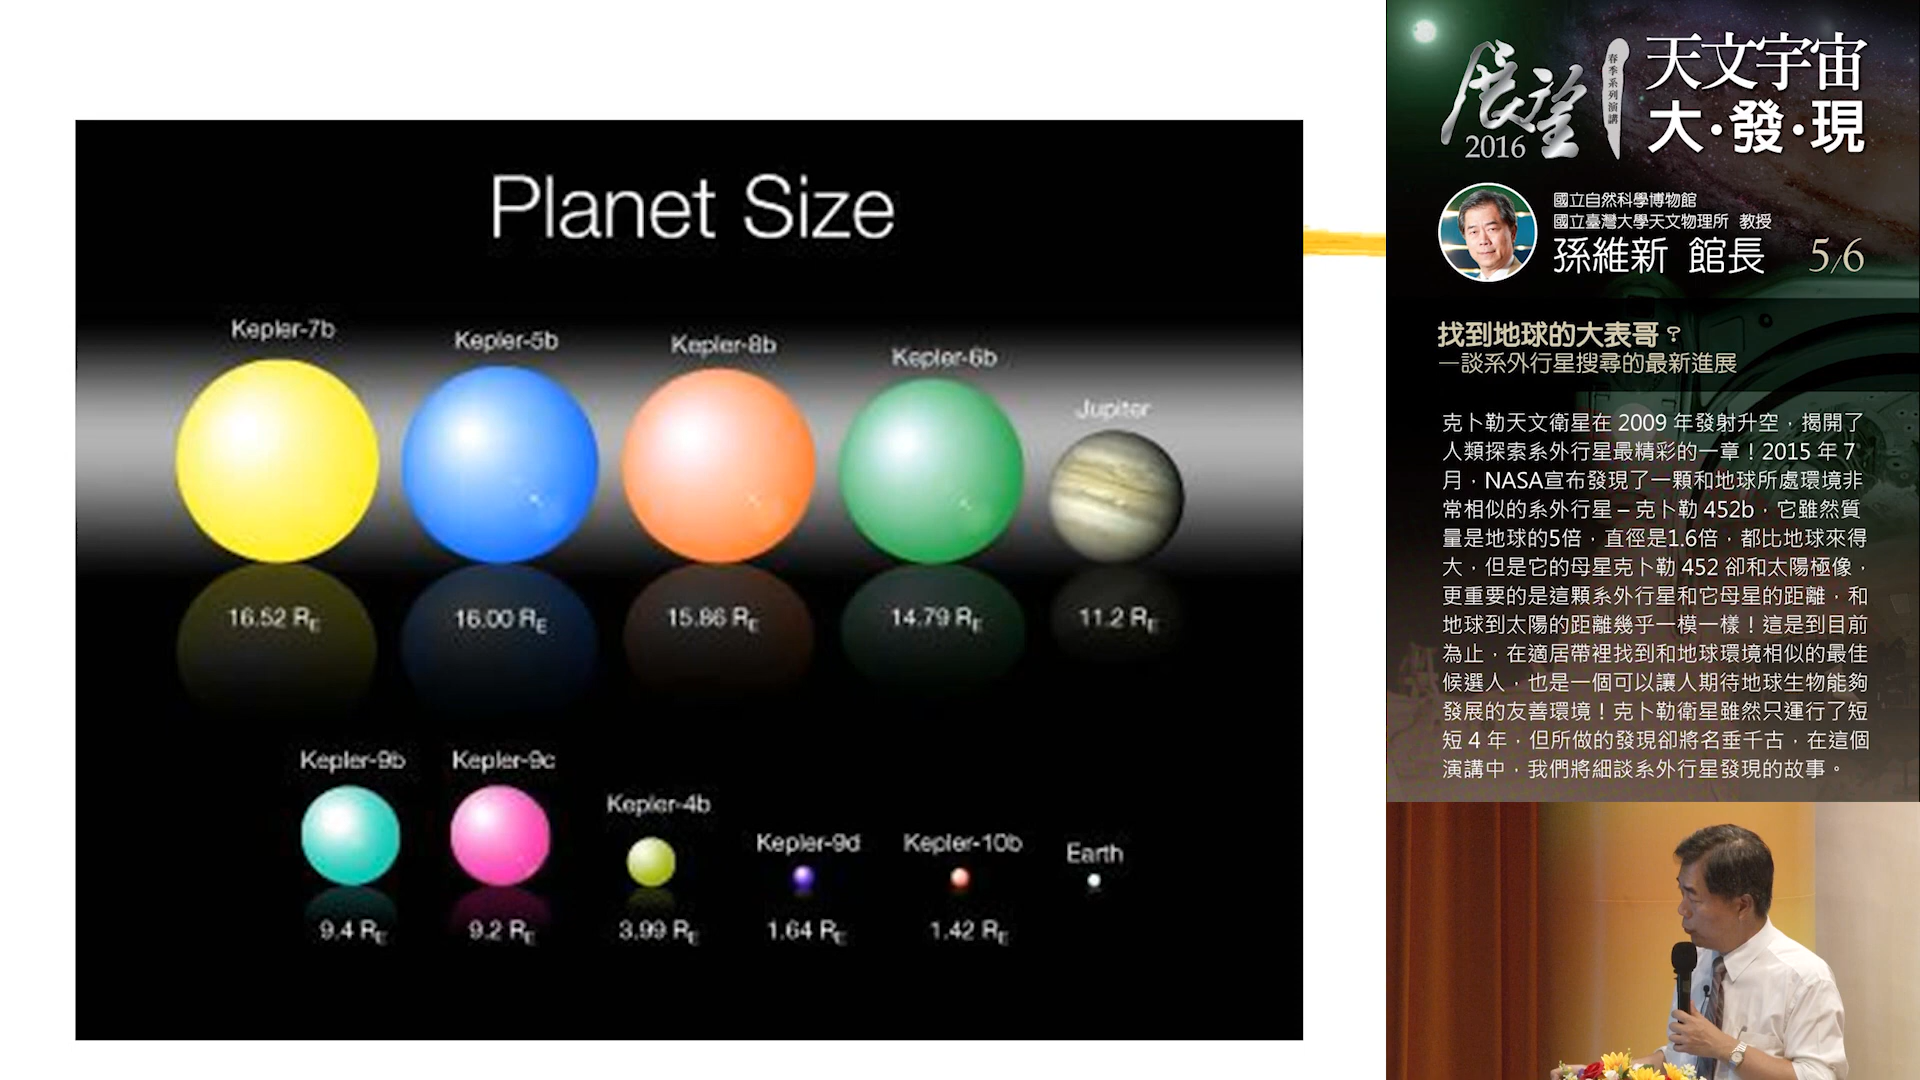 Planet Size
Kepler-7b
Kepler-5b
Kepler-8b
Kepler-6b
Jupiter
16.52 RE
16.00 RE
15.86 RE
14.79 RE
11.2 RE
Kepler-9b
Kepler-9c
Kepler-4b
Kepler-9d
Kepler-10b
Earth
9.4 RE
9.2 RE
3.99 RE
1.64 RE
1.42 RE
展望
2016
春季系列演講
天文宇宙
大·發·現
國立自然科學博物館
國立臺灣大學天文物理所 教授
孫維新 館長 5/6
找到地球的大表哥?
—談系外行星搜尋的最新進展
克卜勒天文衛星在 2009 年發射升空,揭開了
人類探索系外行星最精彩的一章!2015 年 7
月,NASA宣布發現了一顆和地球所處環境非
常相似的系外行星 – 克卜勒 452b,它雖然質
量是地球的5倍,直徑是1.6倍,都比地球來得
大,但是它的母星克卜勒 452 卻和太陽極像,
更重要的是這顆系外行星和它母星的距離,和
地球到太陽的距離幾乎一模一樣!這是到目前
為止,在適居帶裡找到和地球環境相似的最佳
候選人,也是一個可以讓人期待地球生物能夠
發展的友善環境!克卜勒衛星雖然只運行了短
短 4 年,但所做的發現卻將名垂千古,在這個
演講中,我們將細談系外行星發現的故事。